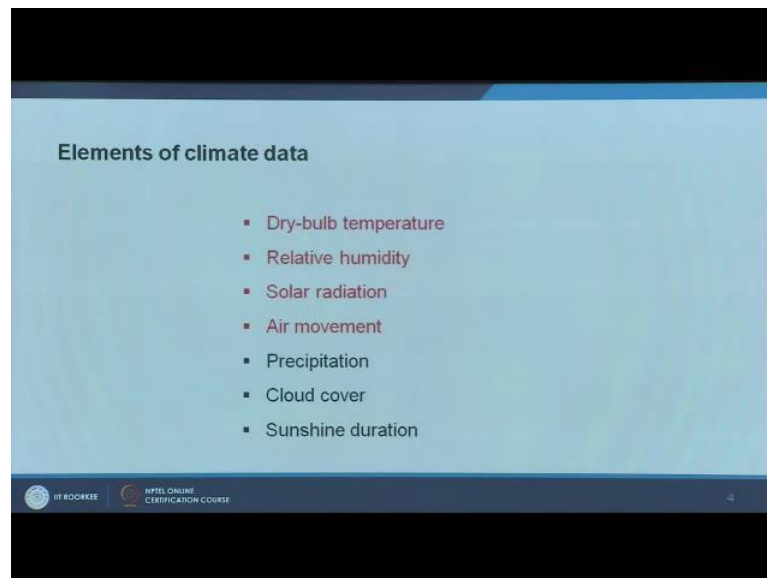 Elements of climate data
▪ Dry-bulb temperature
▪ Relative humidity
▪ Solar radiation
▪ Air movement
▪ Precipitation
▪ Cloud cover
▪ Sunshine duration
IIT ROORKEE
NPTEL ONLINE
CERTIFICATION COURSE
4